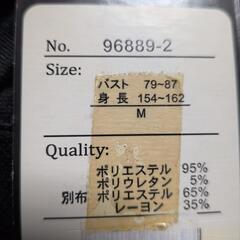 No. 96889-2
Size:
バスト 79~87
身長 154~162
M
Quality:
ポリエステル 95%
ポリウレタン 5%
別布 ポリエステル 65%
レーヨン 35%